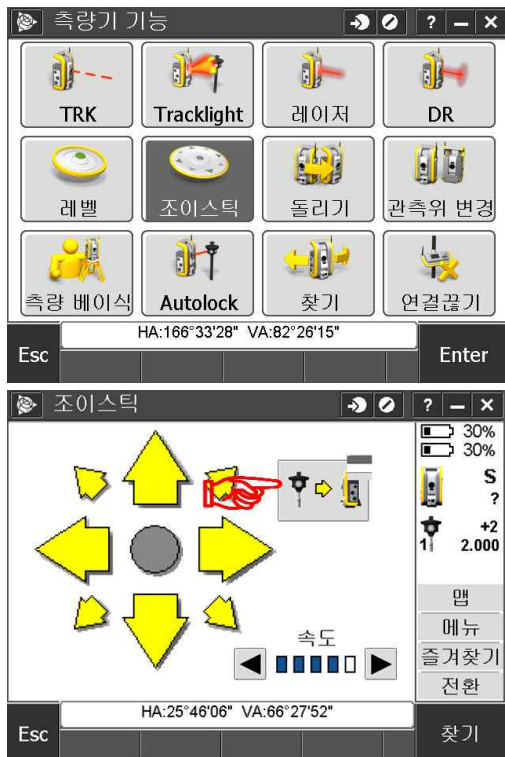 측량기 기능
? – ×
TRK Tracklight 레이저 DR
레벨 조이스틱 돌리기 관측위 변경
측량 베이식 Autolock 찾기 연결끊기
HA:166°33'28" VA:82°26'15"
Esc Enter
조이스틱
? – ×
30%
30%
S
?
+2
1 2.000
맵
메뉴
속도
즐겨찾기
전환
HA:25°46'06" VA:66°27'52"
Esc 찾기